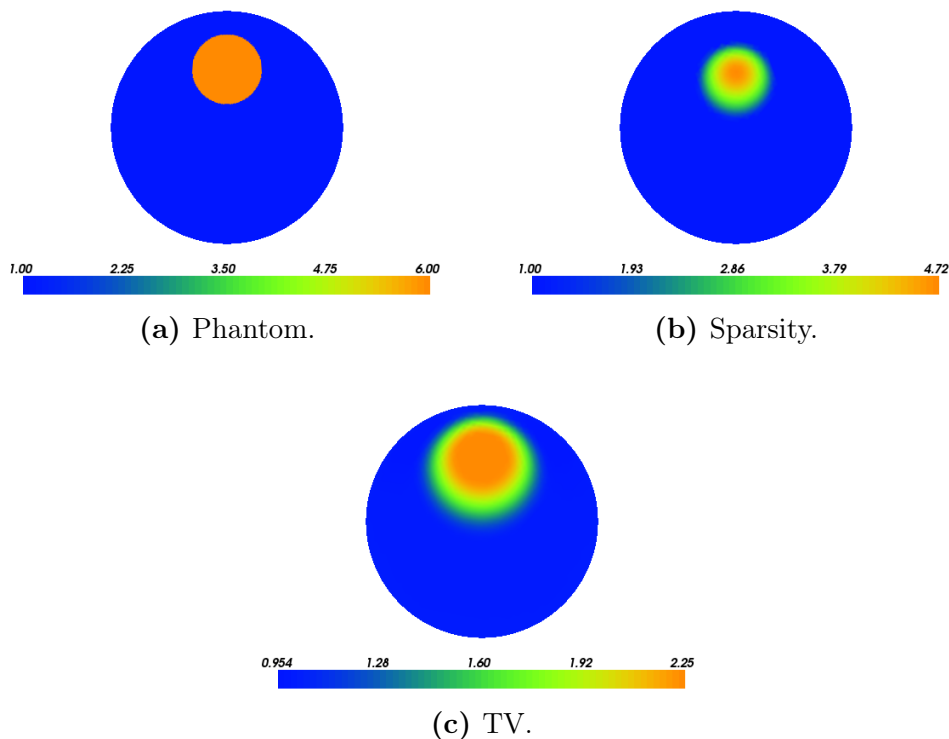 1.00 2.25 3.50 4.75 6.00
(a) Phantom.
1.00 1.93 2.86 3.79 4.72
(b) Sparsity.
0.954 1.28 1.60 1.92 2.25
(c) TV.